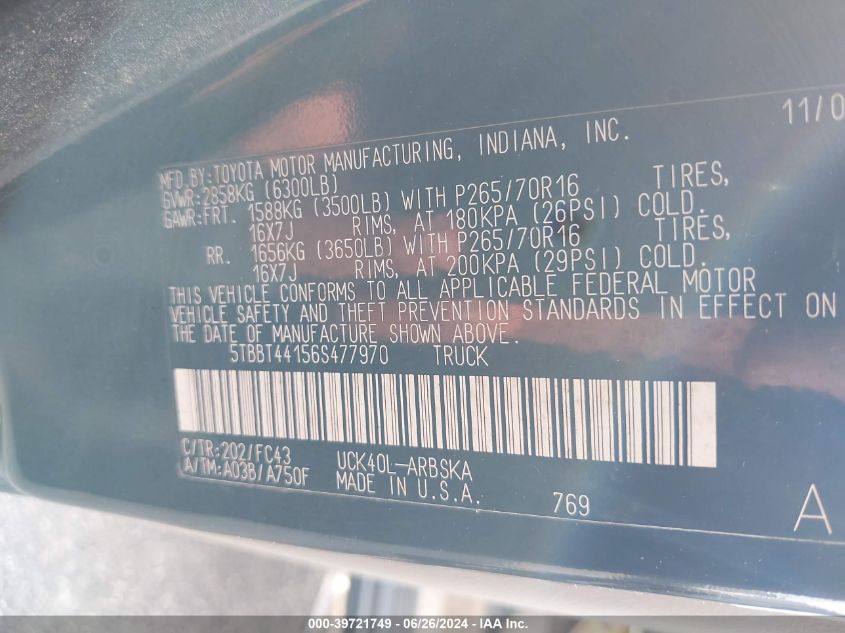 11/0
MFD.BY:TOYOTA MOTOR MANUFACTURING, INDIANA, INC.
GVWR:2858KG (6300LB)
GAWR:FRT. 1588KG (3500LB) WITH P265/70R16 TIRES,
16X7J RIMS, AT 180KPA (26PSI) COLD.
RR. 1656KG (3650LB) WITH P265/70R16 TIRES,
16X7J RIMS, AT 200KPA (29PSI) COLD.
THIS VEHICLE CONFORMS TO ALL APPLICABLE FEDERAL MOTOR
VEHICLE SAFETY AND THEFT PREVENTION STANDARDS IN EFFECT ON
THE DATE OF MANUFACTURE SHOWN ABOVE.
5TBBT44156S477970 TRUCK
C/TR:202/FC43 UCK40L-ARBSKA
A/TM:A03B/A750F MADE IN U.S.A. 769 A
000-39721749 - 06/26/2024 - IAA Inc.